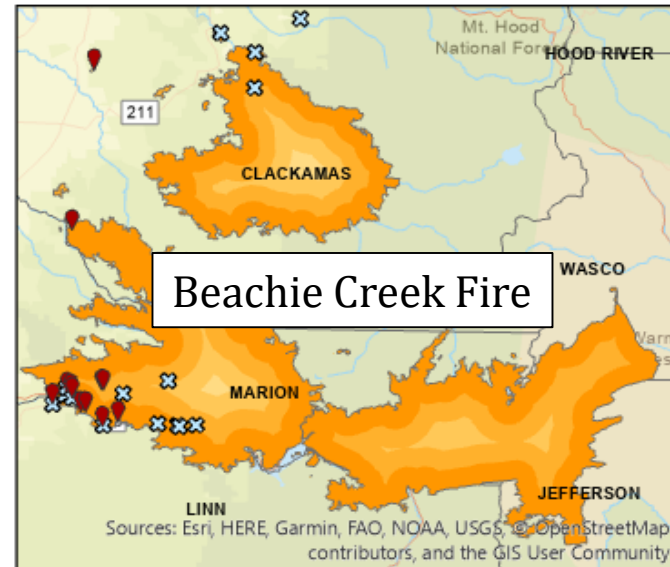 Mt. Hood
National Fores
HOOD RIVER
211
CLACKAMAS
WASCO
Beachie Creek Fire
MARION
JEFFERSON
LINN
Sources: Esri, HERE, Garmin, FAO, NOAA, USGS, © OpenStreetMap
contributors, and the GIS User Community